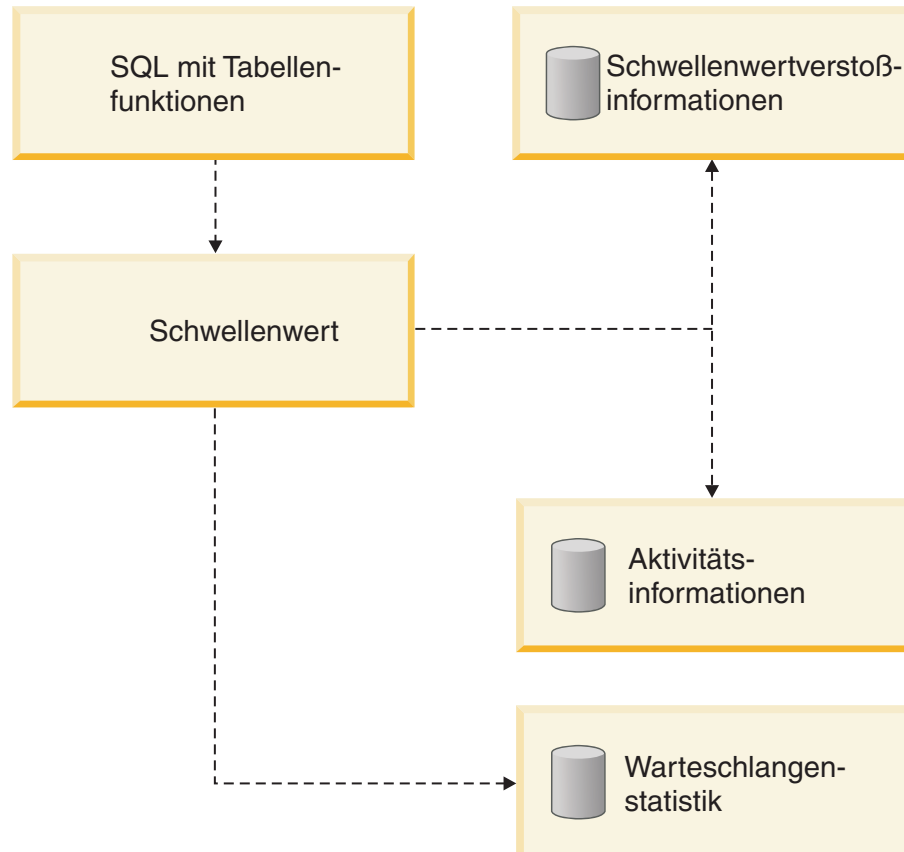 SQL mit Tabellen-
funktionen
Schwellenwertverstoß-
informationen
Schwellenwert
Aktivitäts-
informationen
Warteschlangen-
statistik